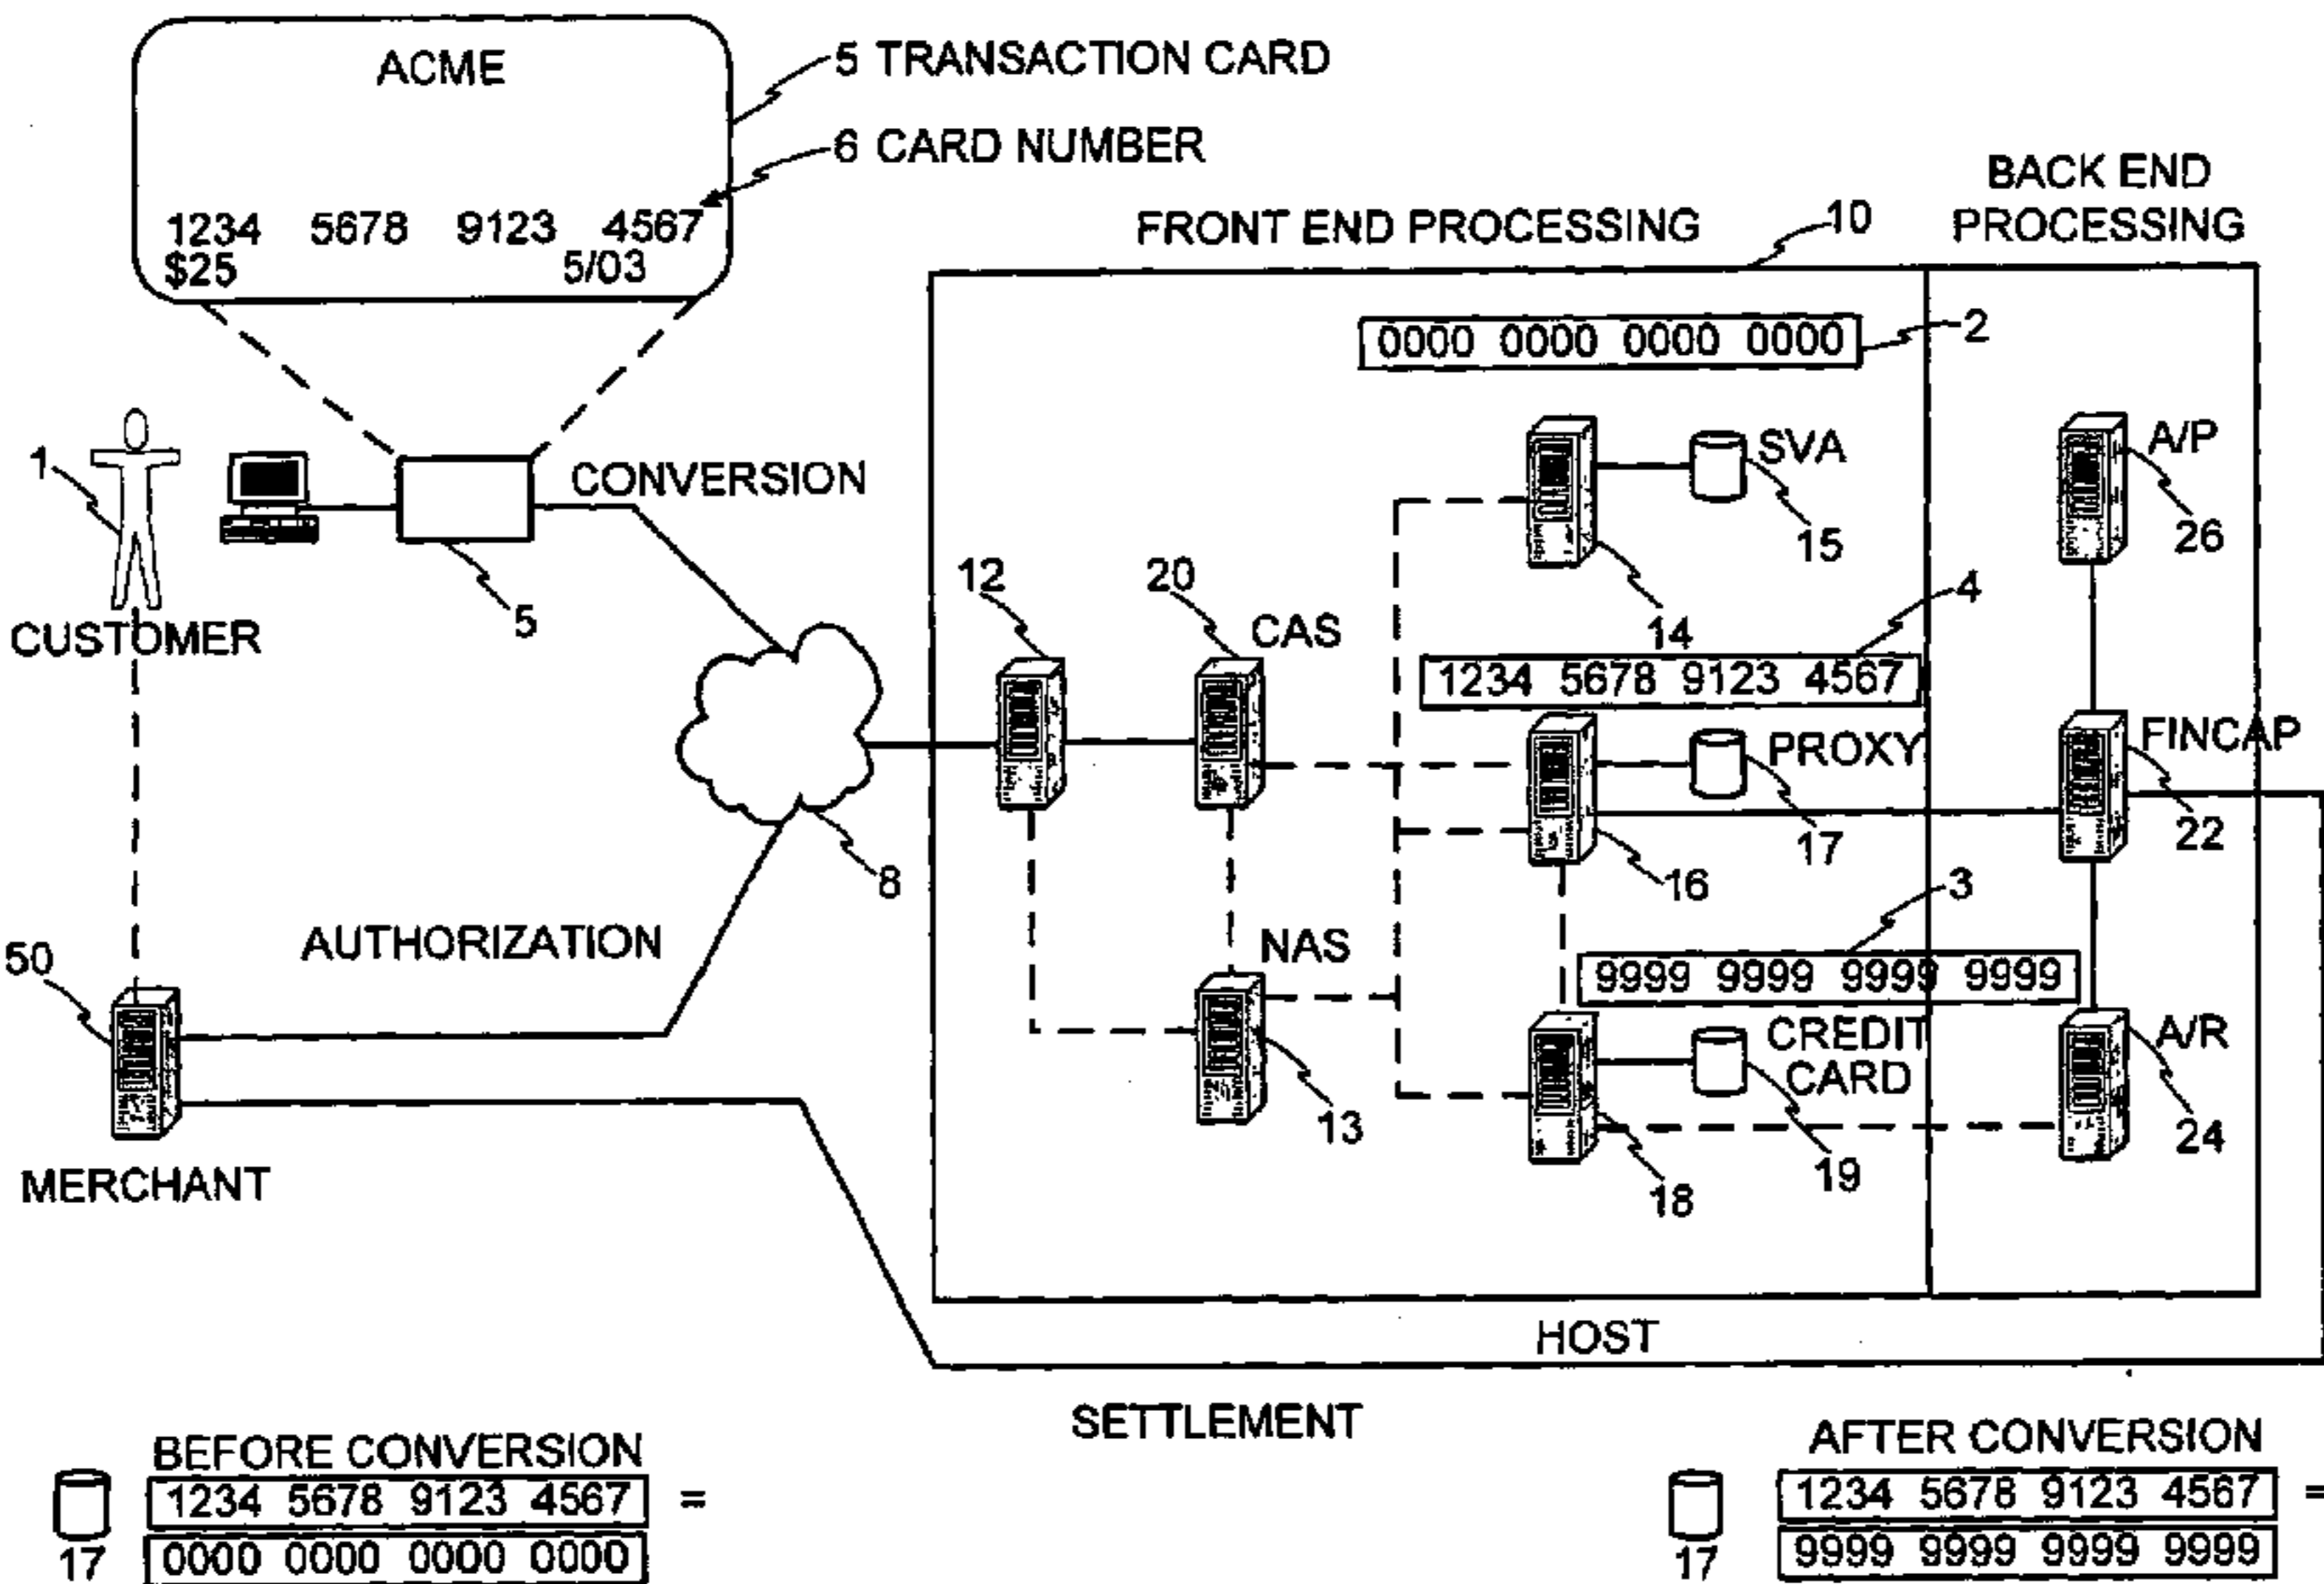 ACME
1234 5678 9123 4567
$25 5/03
5 TRANSACTION CARD
6 CARD NUMBER
FRONT END PROCESSING
10
BACK END
PROCESSING
0000 0000 0000 0000
2
1
CUSTOMER
CONVERSION
5
12
20
CAS
SVA
15
14
A/P
26
4
1234 5678 9123 4567
PROXY
17
16
FINCAP
22
8
3
9999 9999 9999 9999
AUTHORIZATION
50
NAS
13
CREDIT
CARD
19
18
A/R
24
MERCHANT
HOST
SETTLEMENT
BEFORE CONVERSION
1234 5678 9123 4567 =
17
0000 0000 0000 0000
AFTER CONVERSION
1234 5678 9123 4567 =
17
9999 9999 9999 9999